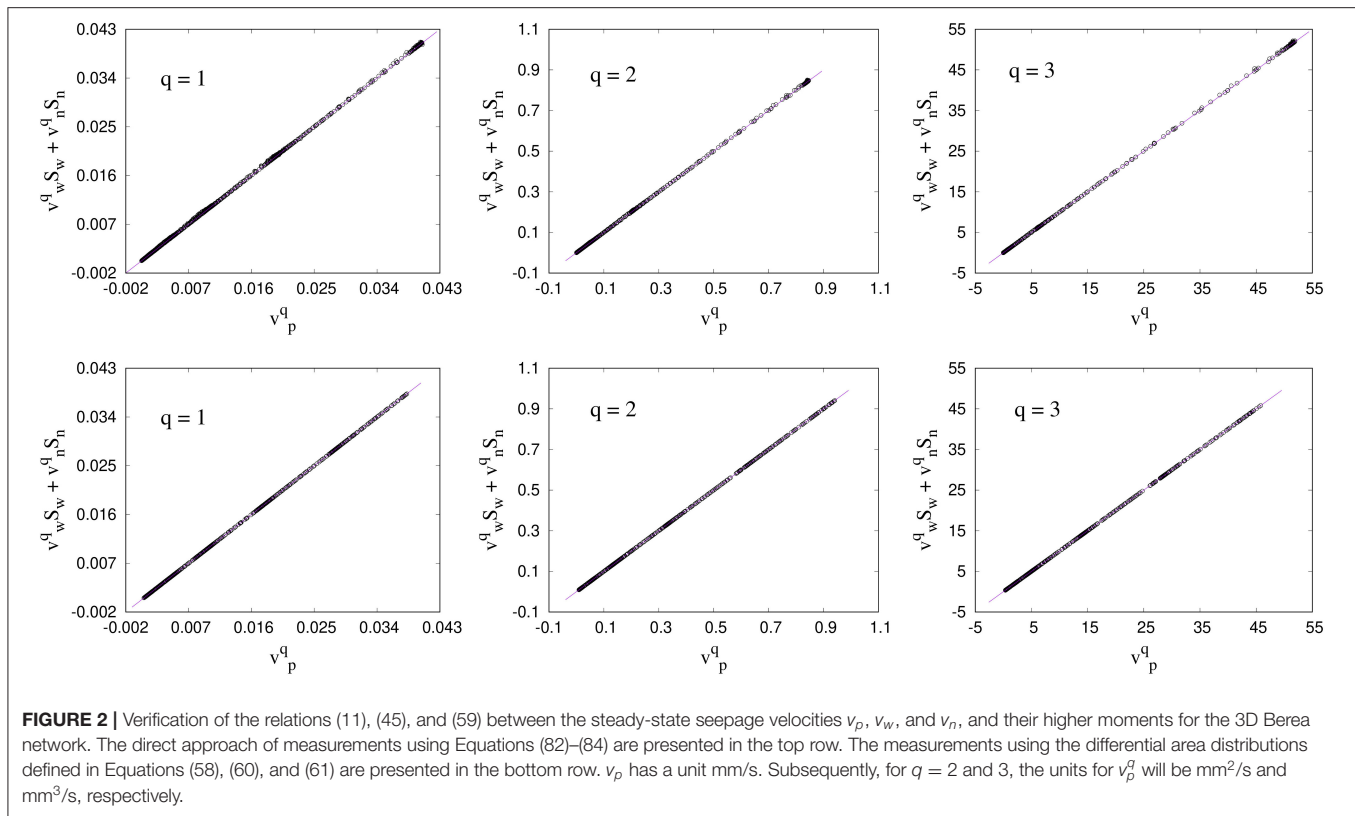 0.043
0.034
0.025
0.016
0.007
-0.002
-0.002 0.007 0.016 0.025 0.034 0.043
q = 1
v^q_w S_w + v^q_n S_n
v^q_p
1.1
0.9
0.7
0.5
0.3
0.1
-0.1
-0.1 0.1 0.3 0.5 0.7 0.9 1.1
q = 2
v^q_w S_w + v^q_n S_n
v^q_p
55
45
35
25
15
5
-5
-5 5 15 25 35 45 55
q = 3
v^q_w S_w + v^q_n S_n
v^q_p
0.043
0.034
0.025
0.016
0.007
-0.002
-0.002 0.007 0.016 0.025 0.034 0.043
q = 1
v^q_w S_w + v^q_n S_n
v^q_p
1.1
0.9
0.7
0.5
0.3
0.1
-0.1
-0.1 0.1 0.3 0.5 0.7 0.9 1.1
q = 2
v^q_w S_w + v^q_n S_n
v^q_p
55
45
35
25
15
5
-5
-5 5 15 25 35 45 55
q = 3
v^q_w S_w + v^q_n S_n
v^q_p
FIGURE 2 | Verification of the relations (11), (45), and (59) between the steady-state seepage velocities v_p, v_w, and v_n, and their higher moments for the 3D Berea
network. The direct approach of measurements using Equations (82)–(84) are presented in the top row. The measurements using the differential area distributions
defined in Equations (58), (60), and (61) are presented in the bottom row. v_p has a unit mm/s. Subsequently, for q = 2 and 3, the units for v^q_p will be mm²/s and
mm³/s, respectively.